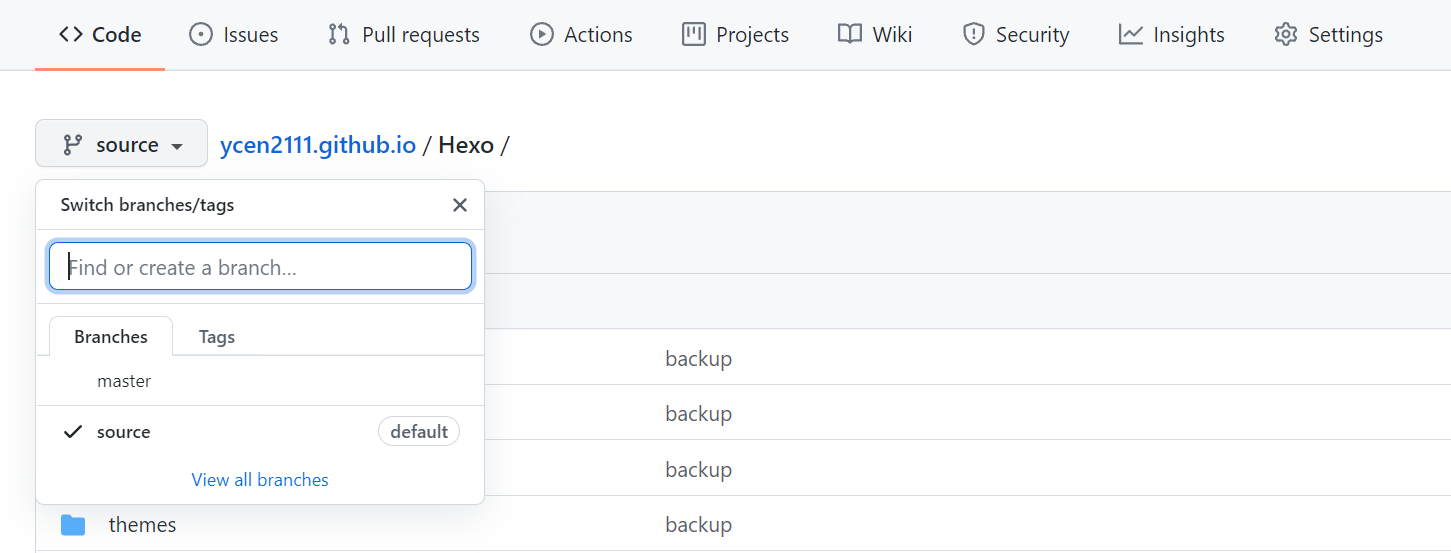 Code Issues Pull requests Actions Projects Wiki Security Insights Settings
source ycen2111.github.io / Hexo /
Switch branches/tags
Find or create a branch...
Branches Tags
master
backup
source default
backup
View all branches
backup
themes backup